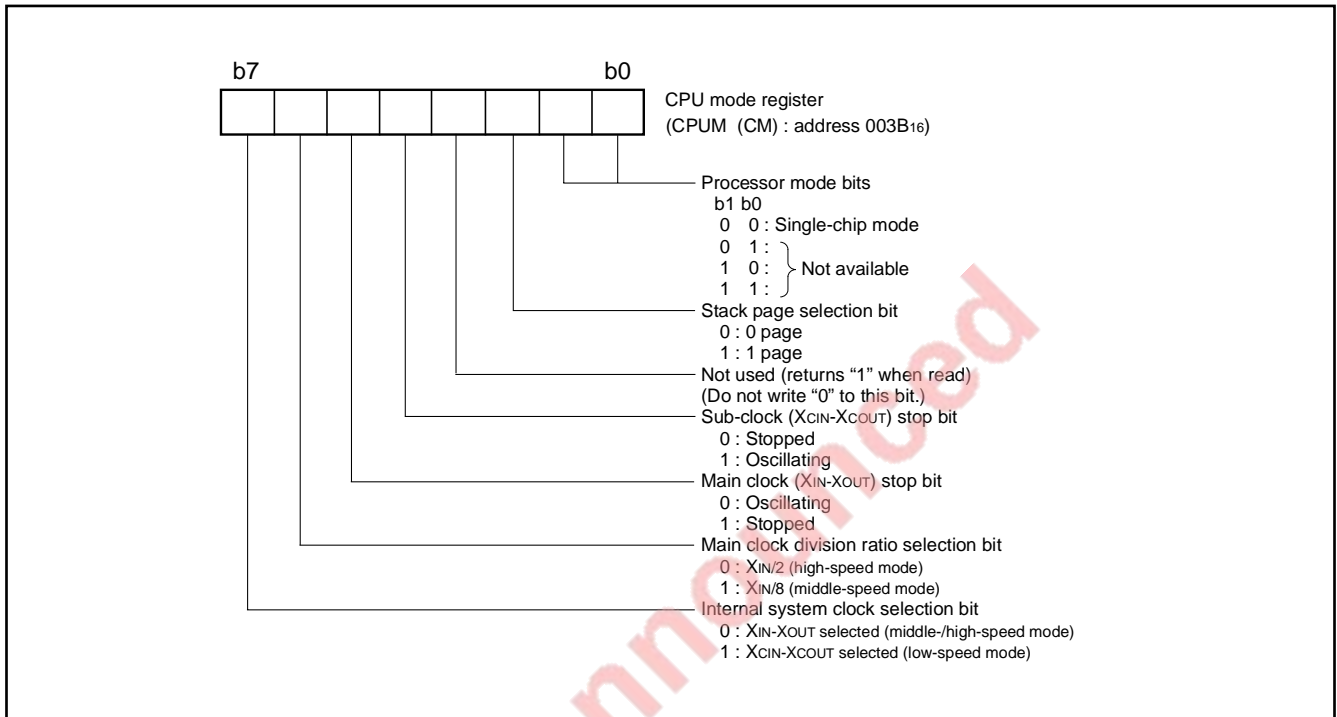 b7 b0
CPU mode register
(CPUM (CM) : address 003B16)
Processor mode bits
b1 b0
0 0 : Single-chip mode
0 1 :
1 0 : Not available
1 1 :
Stack page selection bit
0 : 0 page
1 : 1 page
Not used (returns “1” when read)
(Do not write “0” to this bit.)
Sub-clock (XCIN-XCOUT) stop bit
0 : Stopped
1 : Oscillating
Main clock (XIN-XOUT) stop bit
0 : Oscillating
1 : Stopped
Main clock division ratio selection bit
0 : XIN/2 (high-speed mode)
1 : XIN/8 (middle-speed mode)
Internal system clock selection bit
0 : XIN-XOUT selected (middle-/high-speed mode)
1 : XCIN-XCOUT selected (low-speed mode)
nnounced